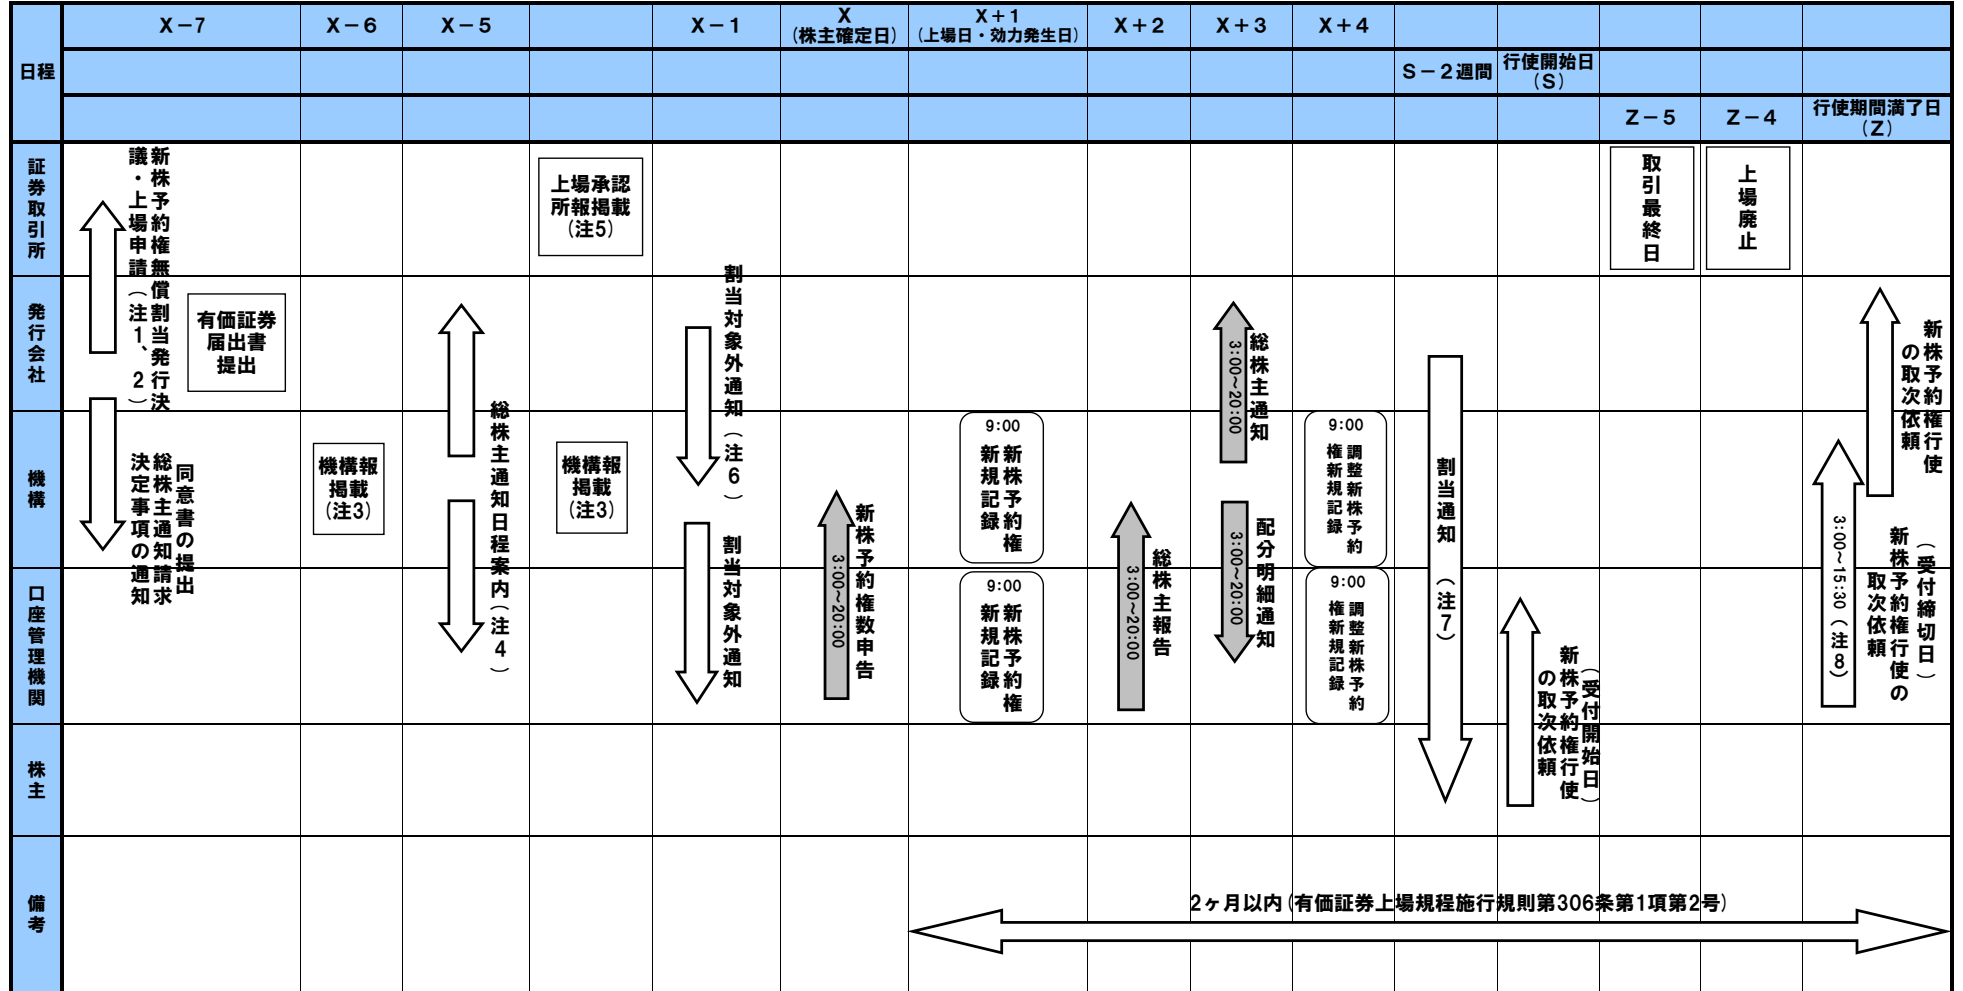 日程
X－7
X－6
X－5
X－1
X
(株主確定日)
X＋1
(上場日・効力発生日)
X＋2
X＋3
X＋4
S－2週間
行使開始日
(S)
Z－5
Z－4
行使期間満了日
(Z)
証券取引所
新株予約権無償割当発行決
議・上場申請(注1、2)
上場承認
所報掲載
(注5)
取引最終日
上場廃止
発行会社
有価証券
届出書
提出
総株主通知日程案内(注4)
割当対象外通知(注6)
3:00~20:00
総株主通知
割当通知 (注7)
新株予約権行使
の取次依頼
機構
同意書の提出
総株主通知請求
決定事項の通知
機構報
掲載
(注3)
機構報
掲載
(注3)
割当対象外通知
3:00~20:00
新株予約権数申告
9:00
新株予約権
新規記録
3:00~20:00
総株主報告
3:00~20:00
配分明細通知
9:00
調整新株予約
権新規記録
3:00~15:30(注8)
(受付締切日)
新株予約権行使の
取次依頼
口座管理機関
9:00
新株予約権
新規記録
9:00
調整新株予約
権新規記録
(受付開始日)
新株予約権行使
の取次依頼
株主
備考
2ヶ月以内(有価証券上場規程施行規則第306条第1項第2号)